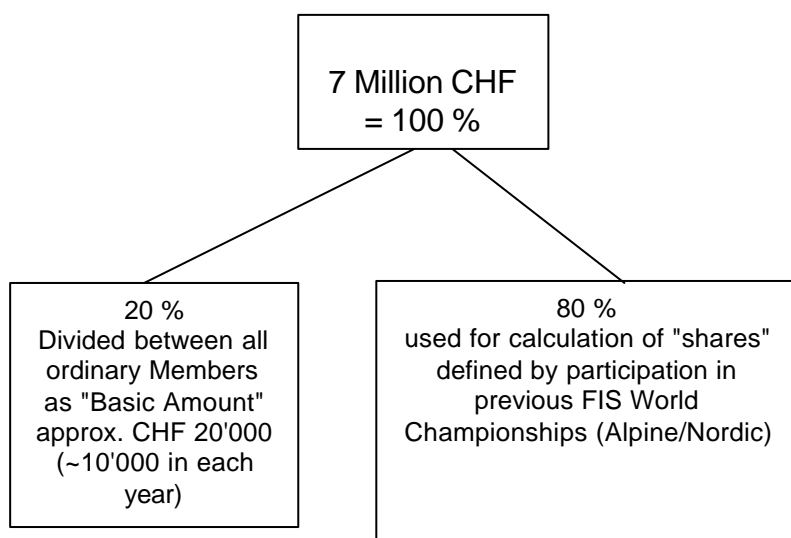 7 Million CHF
= 100 %
20 %
Divided between all
ordinary Members
as "Basic Amount"
approx. CHF 20'000
(~10'000 in each
year)
80 %
used for calculation of "shares"
defined by participation in
previous FIS World
Championships (Alpine/Nordic)